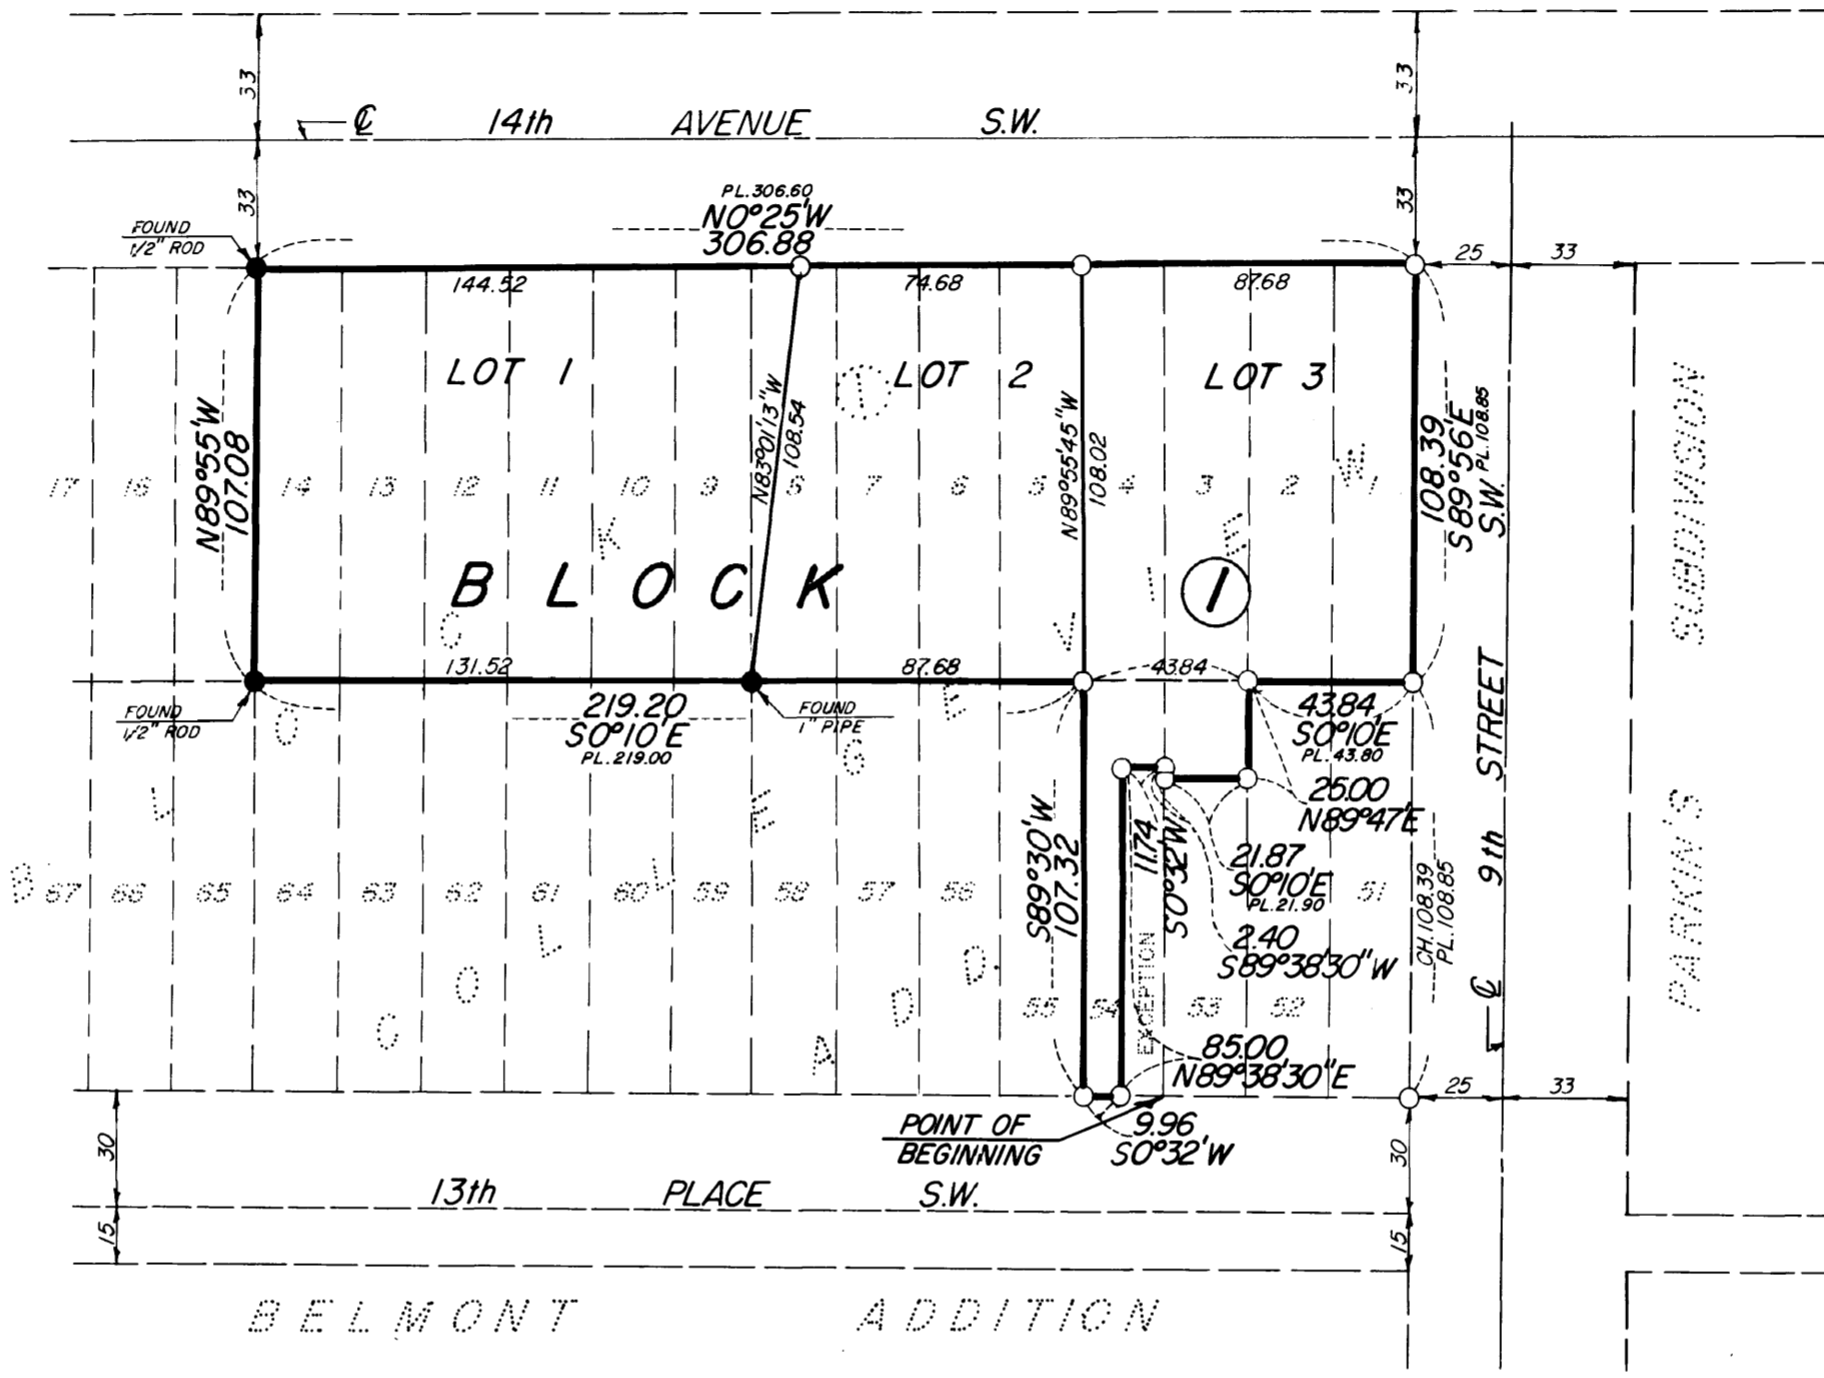 33
33
℄ 14th AVENUE S.W.
33
33
PL.306.60
N0°25'W
306.88
FOUND
1/2" ROD
25
33
144.52
74.68
87.68
LOT 1
LOT 2
LOT 3
1
N89°55'W
107.08
N83°01'13"W
108.54
N89°55'45"W
108.02
108.39
S89°56'E
PL.108.85
S.W.
17 16 14 13 12 11 10 9 8 7 6 5 4 3 2 1
BLOCK
1
131.52
87.68
43.84
219.20
S0°10'E
PL.219.00
FOUND
1/2" ROD
FOUND
1" PIPE
43.84
S0°10'E
PL.43.80
25.00
N89°47'E
S89°30'W
107.32
11.74
S0°32'W
21.87
S0°10'E
PL.21.90
2.40
S89°38'30"W
EXCEPTION
67 66 65 64 63 62 61 60 59 58 57 56 51
55 54 53 52
CH.108.39
PL.108.85
85.00
N89°38'30"E
9.96
S0°32'W
POINT OF
BEGINNING
9th STREET
℄
25
33
30
30
13th PLACE S.W.
15
15
BLOCK 
COLLEGE VIEW ADD.
BELMONT ADDITION
PARKIN'S SUBDIVISION